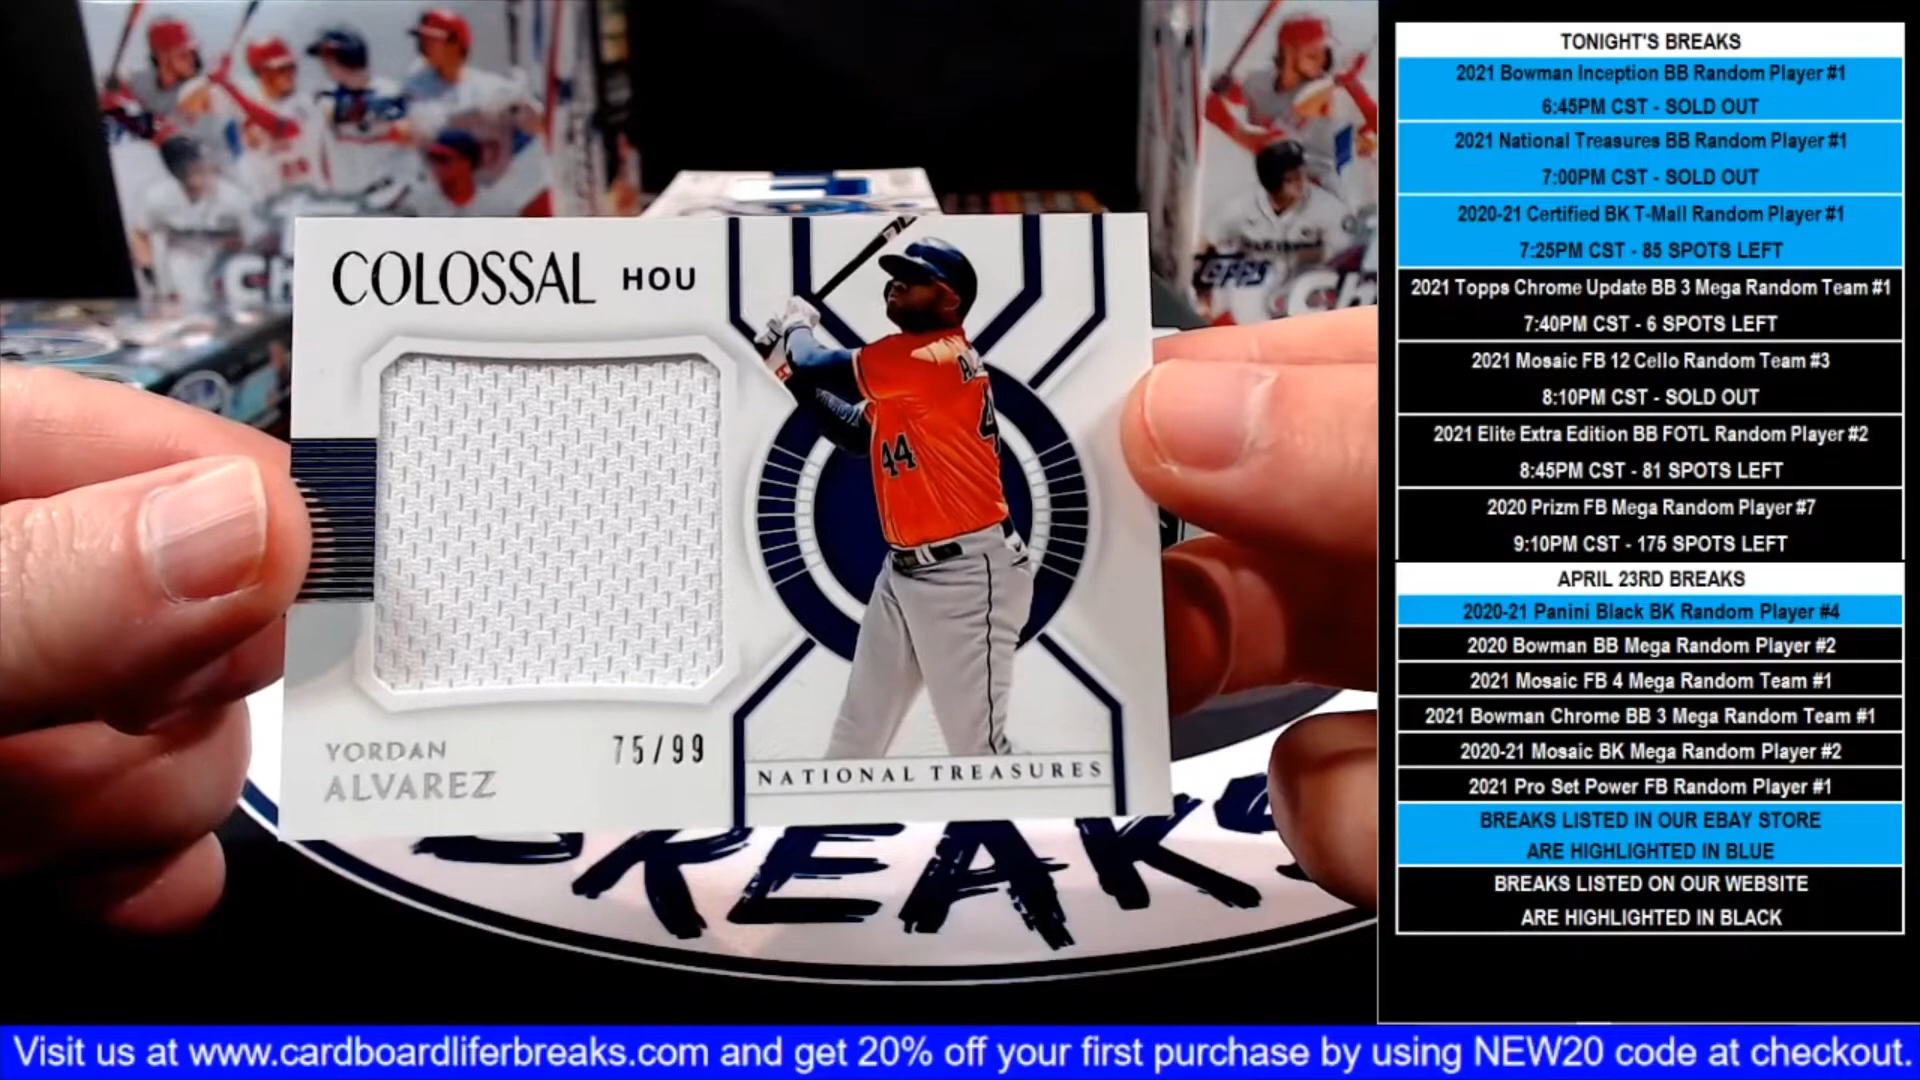 COLOSSAL HOU
44
YORDAN
ALVAREZ
75/99
NATIONAL TREASURES
TOPPS
BREAKS
TONIGHT'S BREAKS
2021 Bowman Inception BB Random Player #1
6:45PM CST - SOLD OUT
2021 National Treasures BB Random Player #1
7:00PM CST - SOLD OUT
2020-21 Certified BK T-Mall Random Player #1
7:25PM CST - 85 SPOTS LEFT
2021 Topps Chrome Update BB 3 Mega Random Team #1
7:40PM CST - 6 SPOTS LEFT
2021 Mosaic FB 12 Cello Random Team #3
8:10PM CST - SOLD OUT
2021 Elite Extra Edition BB FOTL Random Player #2
8:45PM CST - 81 SPOTS LEFT
2020 Prizm FB Mega Random Player #7
9:10PM CST - 175 SPOTS LEFT
APRIL 23RD BREAKS
2020-21 Panini Black BK Random Player #4
2020 Bowman BB Mega Random Player #2
2021 Mosaic FB 4 Mega Random Team #1
2021 Bowman Chrome BB 3 Mega Random Team #1
2020-21 Mosaic BK Mega Random Player #2
2021 Pro Set Power FB Random Player #1
BREAKS LISTED IN OUR EBAY STORE
ARE HIGHLIGHTED IN BLUE
BREAKS LISTED ON OUR WEBSITE
ARE HIGHLIGHTED IN BLACK
Visit us at www.cardboardliferbreaks.com and get 20% off your first purchase by using NEW20 code at checkout.